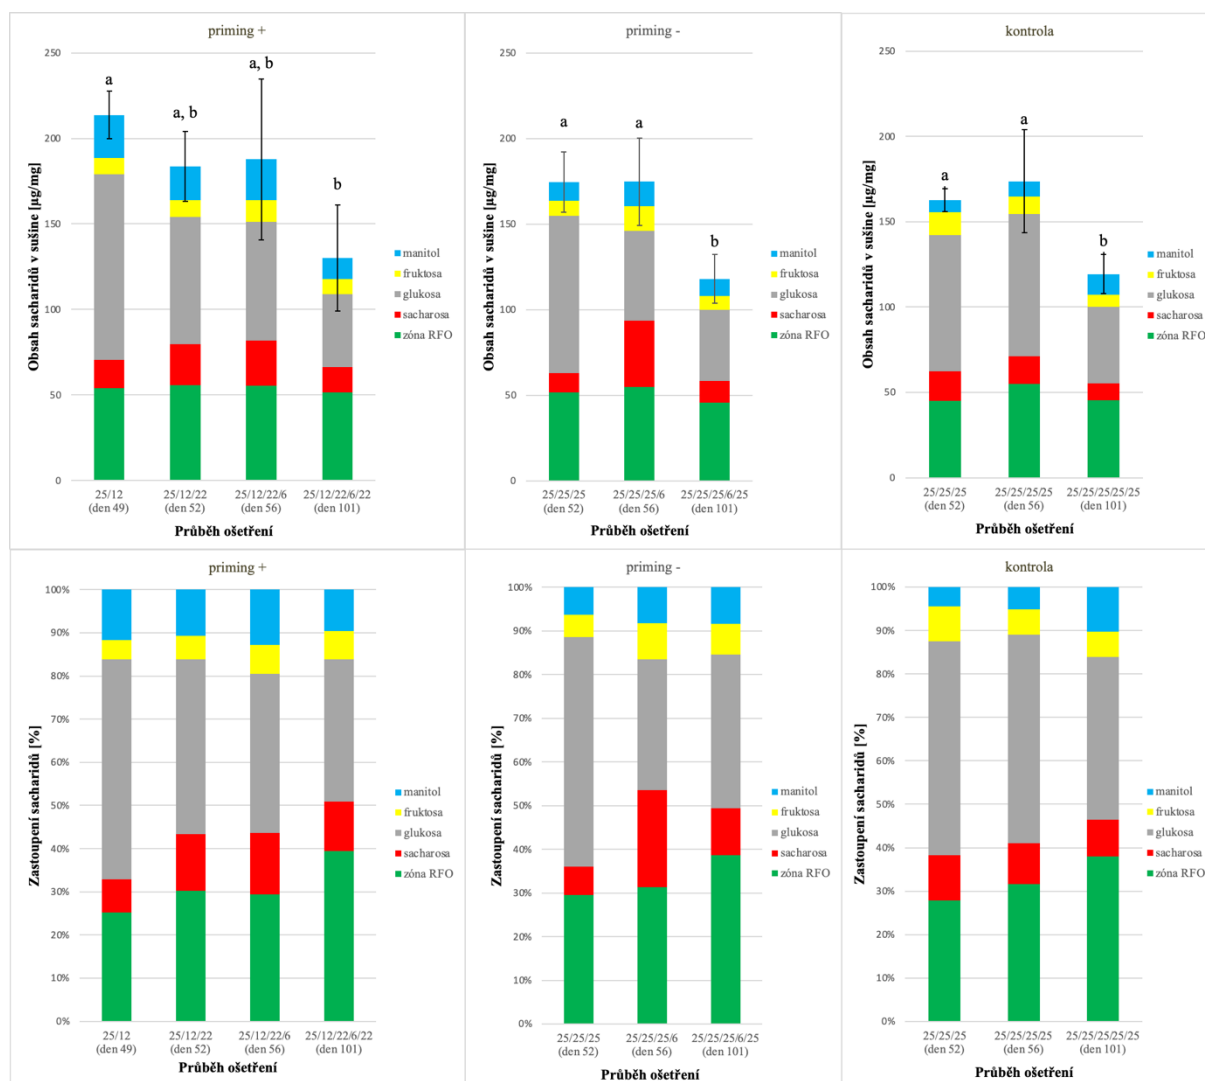 priming +
250
200
150
100
50
0
Obsah sacharidů v sušine [µg/mg]
a
a, b
a, b
b
manitol
fruktosa
glukosa
sacharosa
zóna RFO
25/12
(den 49)
25/12/22
(den 52)
25/12/22/6
(den 56)
25/12/22/6/22
(den 101)
Průběh ošetření
priming -
250
200
150
100
50
0
Obsah sacharidů v sušine [µg/mg]
a
a
b
manitol
fruktosa
glukosa
sacharosa
zóna RFO
25/25/25
(den 52)
25/25/25/6
(den 56)
25/25/25/6/25
(den 101)
Průběh ošetření
kontrola
250
200
150
100
50
0
Obsah sacharidů v sušine [µg/mg]
a
a
b
manitol
fruktosa
glukosa
sacharosa
zóna RFO
25/25/25
(den 52)
25/25/25/25
(den 56)
25/25/25/25/25
(den 101)
Průběh ošetření
priming +
100%
90%
80%
70%
60%
50%
40%
30%
20%
10%
0%
Zastoupení sacharidů [%]
manitol
fruktosa
glukosa
sacharosa
zóna RFO
25/12
(den 49)
25/12/22
(den 52)
25/12/22/6
(den 56)
25/12/22/6/22
(den 101)
Průběh ošetření
priming -
100%
90%
80%
70%
60%
50%
40%
30%
20%
10%
0%
Zastoupení sacharidů [%]
manitol
fruktosa
glukosa
sacharosa
zóna RFO
25/25/25
(den 52)
25/25/25/6
(den 56)
25/25/25/6/25
(den 101)
Průběh ošetření
kontrola
100%
90%
80%
70%
60%
50%
40%
30%
20%
10%
0%
Zastoupení sacharidů [%]
manitol
fruktosa
glukosa
sacharosa
zóna RFO
25/25/25
(den 52)
25/25/25/25
(den 56)
25/25/25/25/25
(den 101)
Průběh ošetření